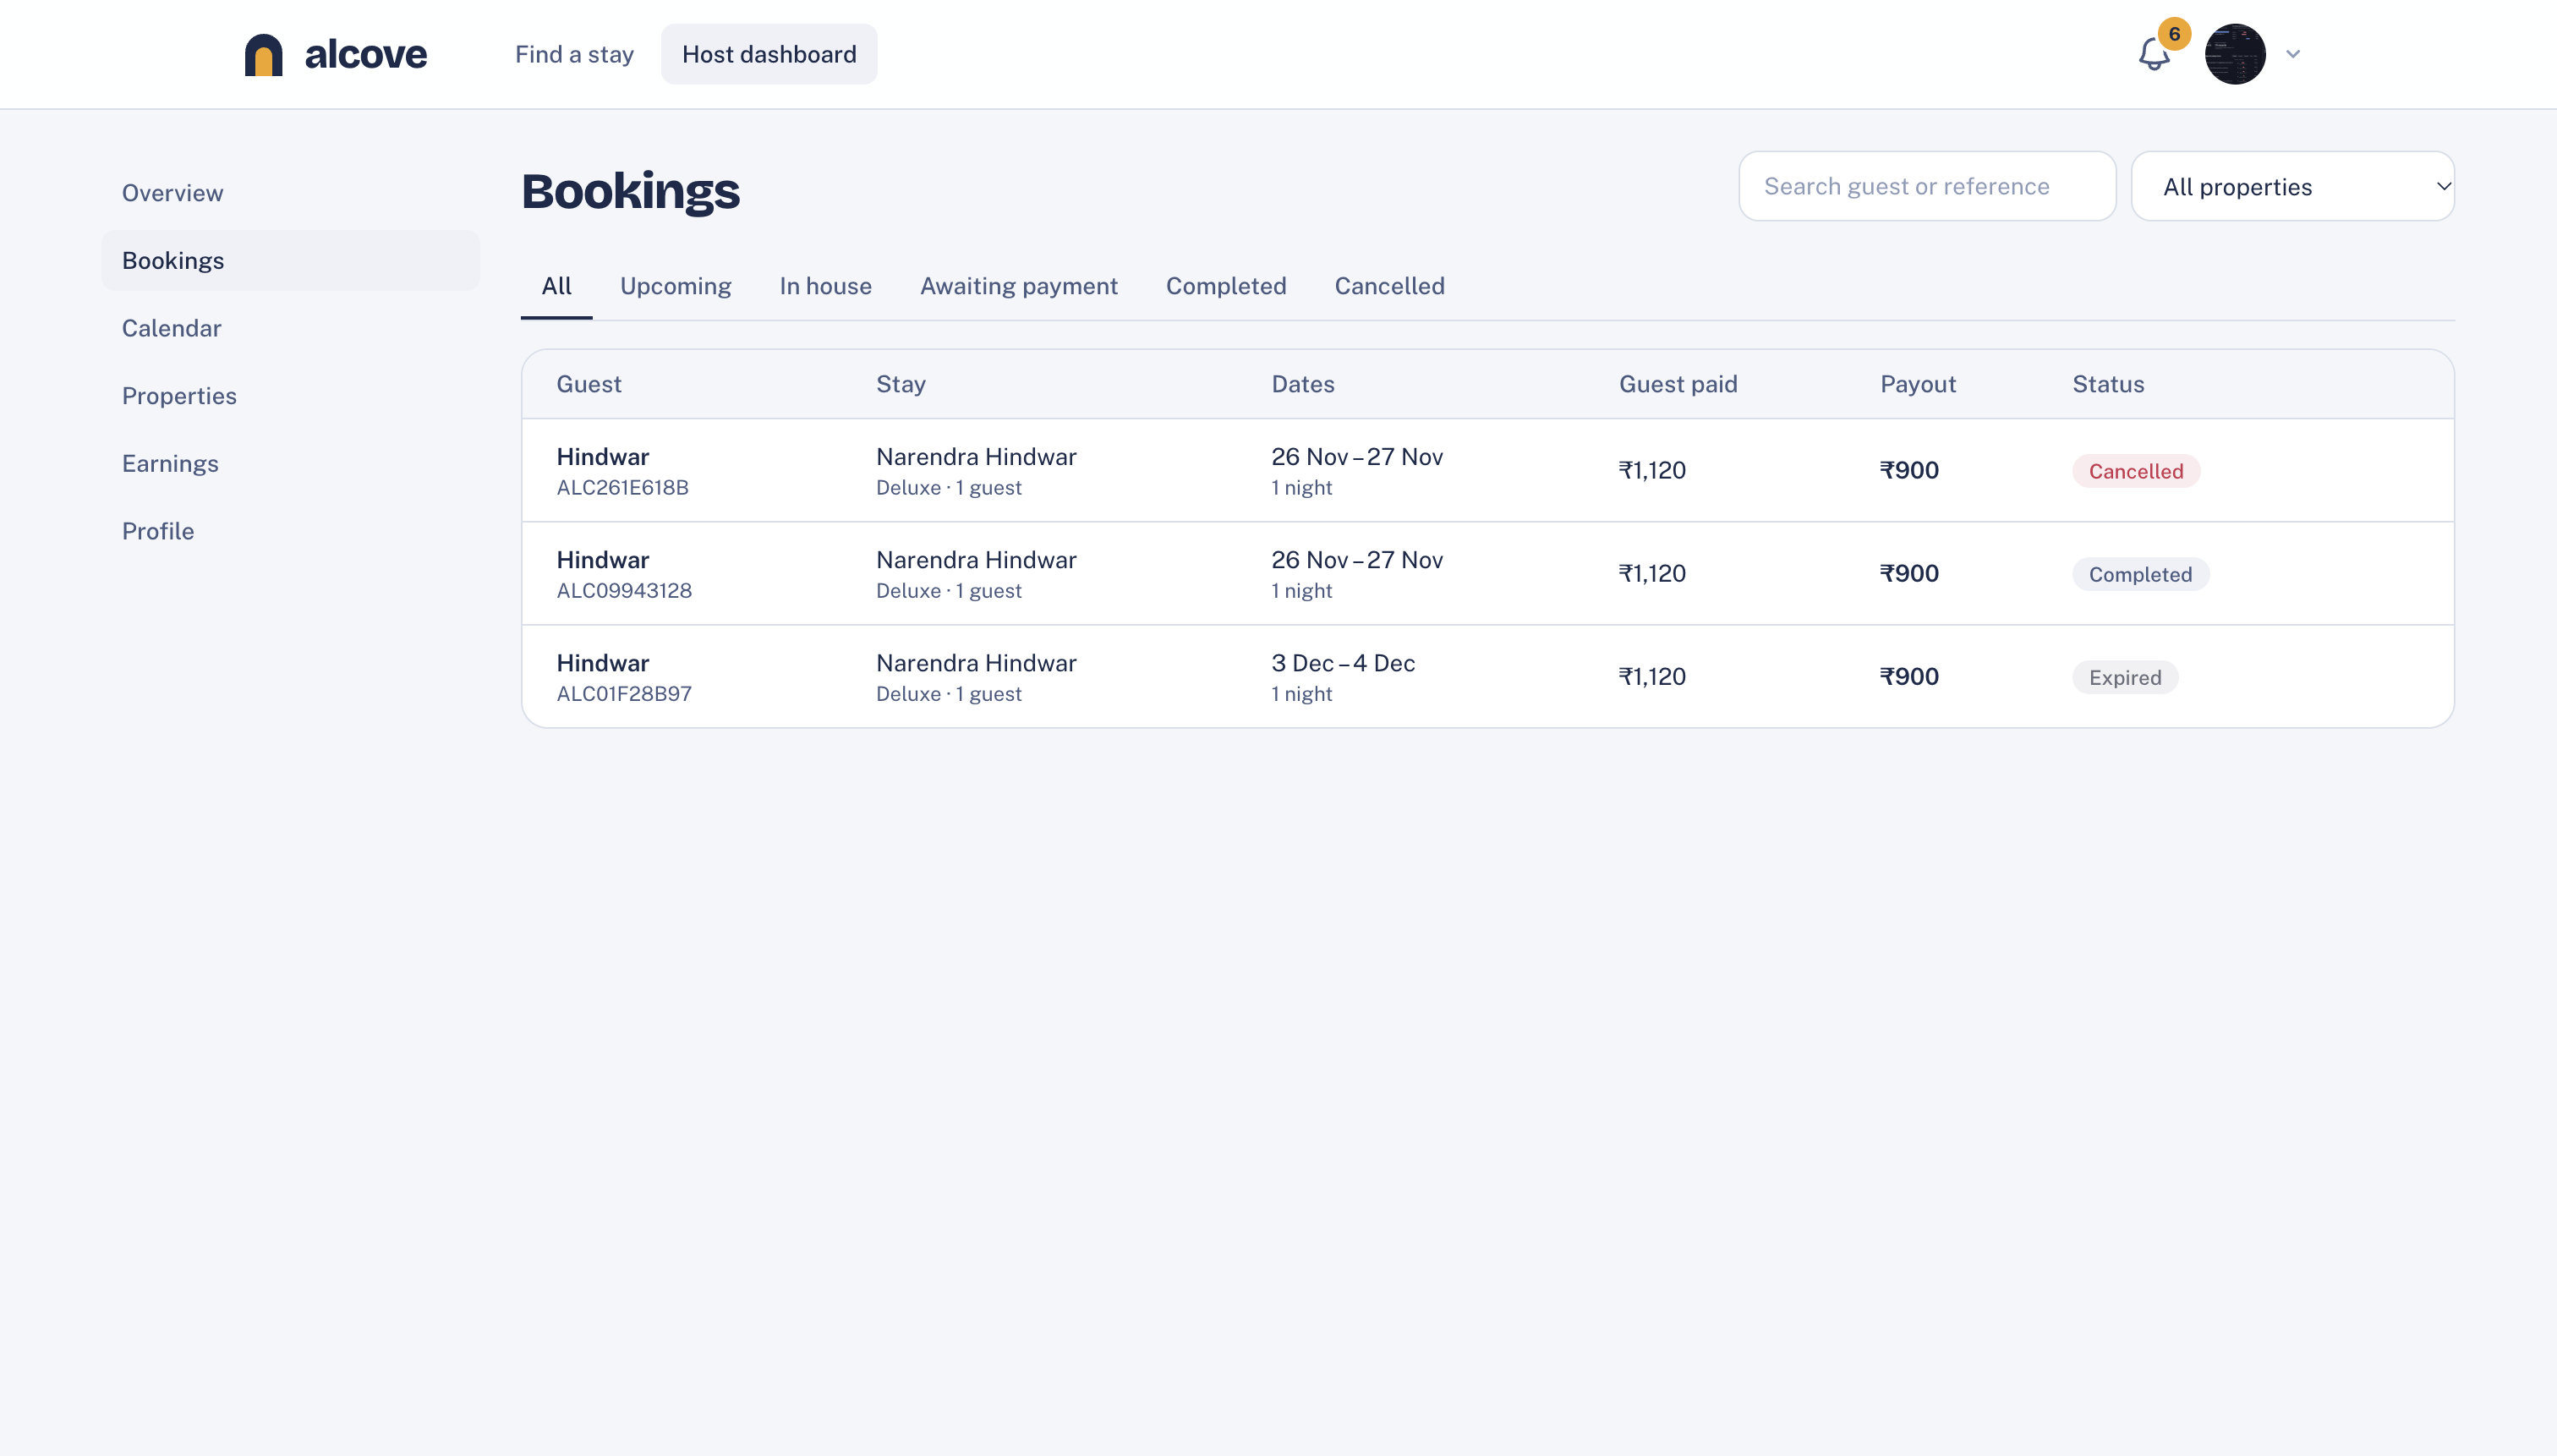 alcove
Find a stay
Host dashboard
6
Overview
Bookings
Calendar
Properties
Earnings
Profile
Bookings
Search guest or reference
All properties
All
Upcoming
In house
Awaiting payment
Completed
Cancelled
Guest Stay Dates Guest paid Payout Status
Hindwar Narendra Hindwar 26 Nov – 27 Nov ₹1,120 ₹900 Cancelled
ALC261E618B Deluxe · 1 guest 1 night
Hindwar Narendra Hindwar 26 Nov – 27 Nov ₹1,120 ₹900 Completed
ALC09943128 Deluxe · 1 guest 1 night
Hindwar Narendra Hindwar 3 Dec – 4 Dec ₹1,120 ₹900 Expired
ALC01F28B97 Deluxe · 1 guest 1 night